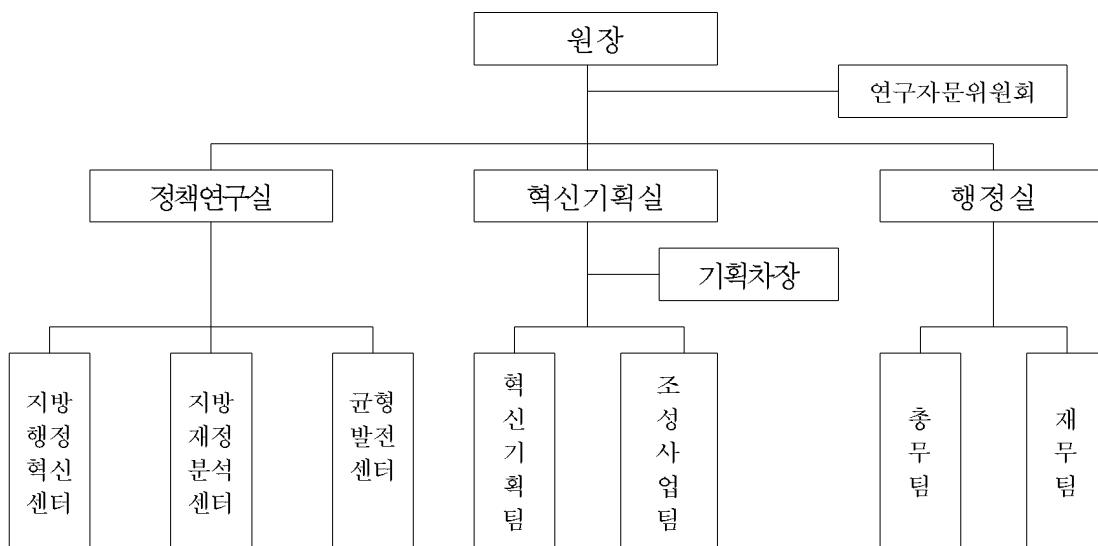 원장
연구자문위원회
정책연구실
혁신기획실
행정실
기획차장
지방
행정
혁신
센터
지방
재정
분석
센터
균형
발전
센터
혁
신
기
획
팀
조
성
사
업
팀
총
무
팀
재
무
팀